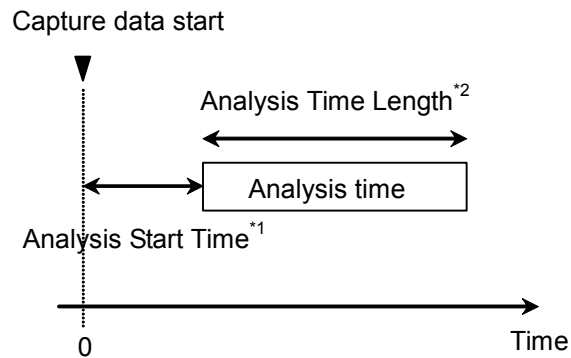 Capture data start
Analysis Time Length*2
Analysis time
Analysis Start Time*1
0
Time